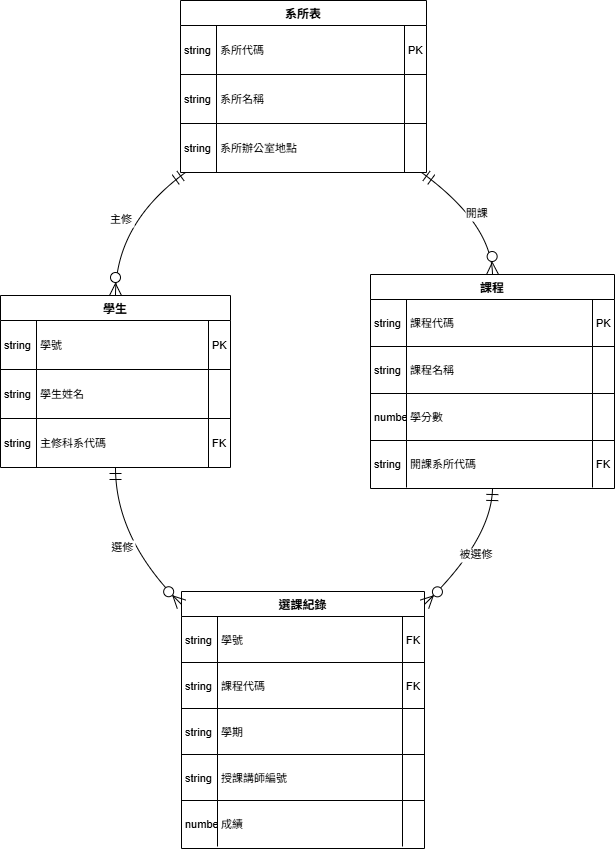 系所表
string 系所代碼 PK
string 系所名稱
string 系所辦公室地點
主修
開課
學生
string 學號 PK
string 學生姓名
string 主修科系代碼 FK
課程
string 課程代碼 PK
string 課程名稱
numbe 學分數
string 開課系所代碼 FK
選修
被選修
選課紀錄
string 學號 FK
string 課程代碼 FK
string 學期
string 授課講師編號
numbe 成績